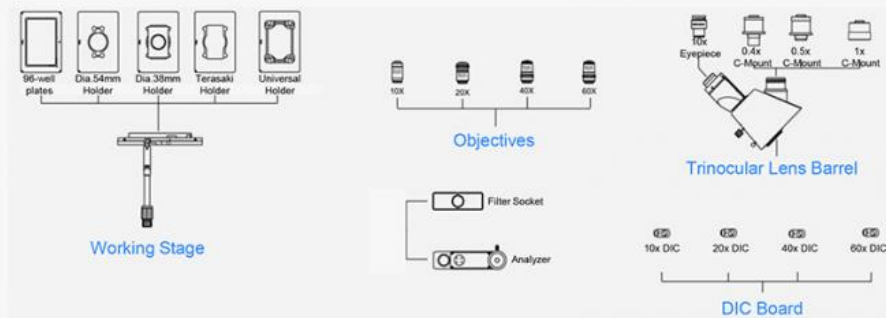 96-well plates
Dia.54mm Holder
Dia.38mm Holder
Terasaki Holder
Universal Holder
Working Stage
10X
20X
40X
60X
Objectives
Filter Socket
Analyzer
10x Eyepiece
0.4x C-Mount
0.5x C-Mount
1x C-Mount
Trinocular Lens Barrel
10x DIC
20x DIC
40x DIC
60x DIC
DIC Board